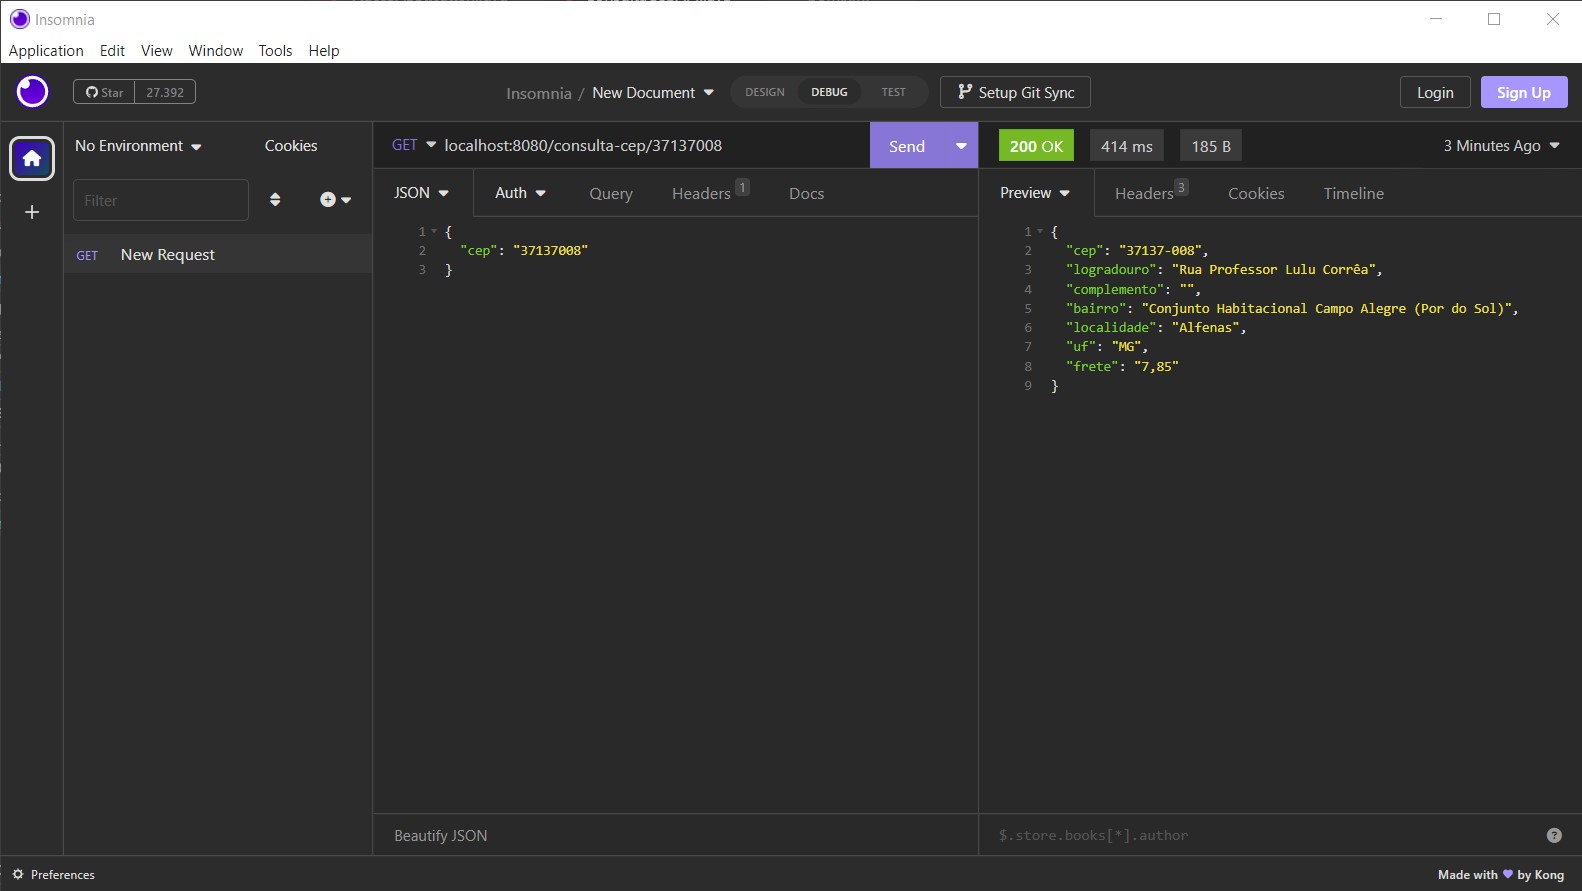 Insomnia
Application Edit View Window Tools Help
Star 27.392
Insomnia / New Document
DESIGN DEBUG TEST
Setup Git Sync
Login
Sign Up
No Environment
Cookies
Filter
GET New Request
GET localhost:8080/consulta-cep/37137008
Send
JSON Auth Query Headers 1 Docs
1 {
2 "cep": "37137008"
3 }
Beautify JSON
200 OK 414 ms 185 B 3 Minutes Ago
Preview Headers 3 Cookies Timeline
1 {
2 "cep": "37137-008",
3 "logradouro": "Rua Professor Lulu Corrêa",
4 "complemento": "",
5 "bairro": "Conjunto Habitacional Campo Alegre (Por do Sol)",
6 "localidade": "Alfenas",
7 "uf": "MG",
8 "frete": "7,85"
9 }
$.store.books[*].author
Preferences
Made with by Kong